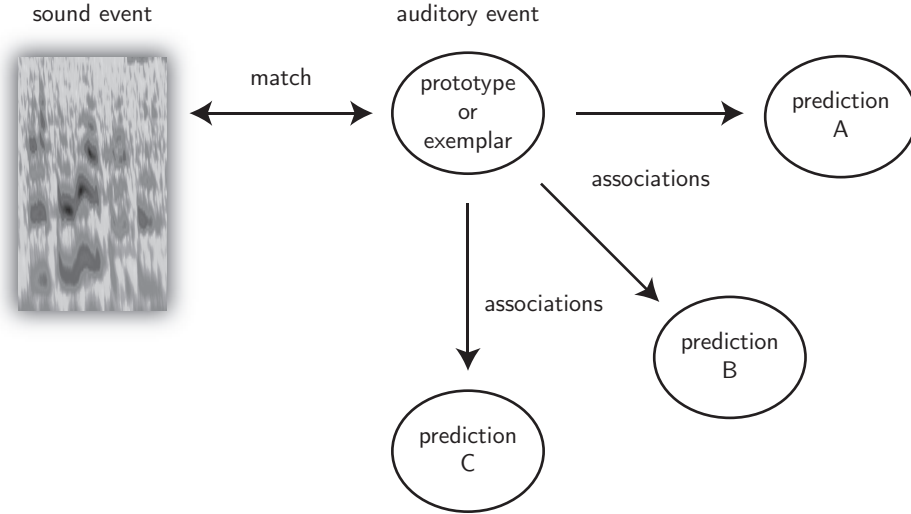 sound event
auditory event
match
prototype
or
exemplar
prediction
A
associations
associations
prediction
B
prediction
C